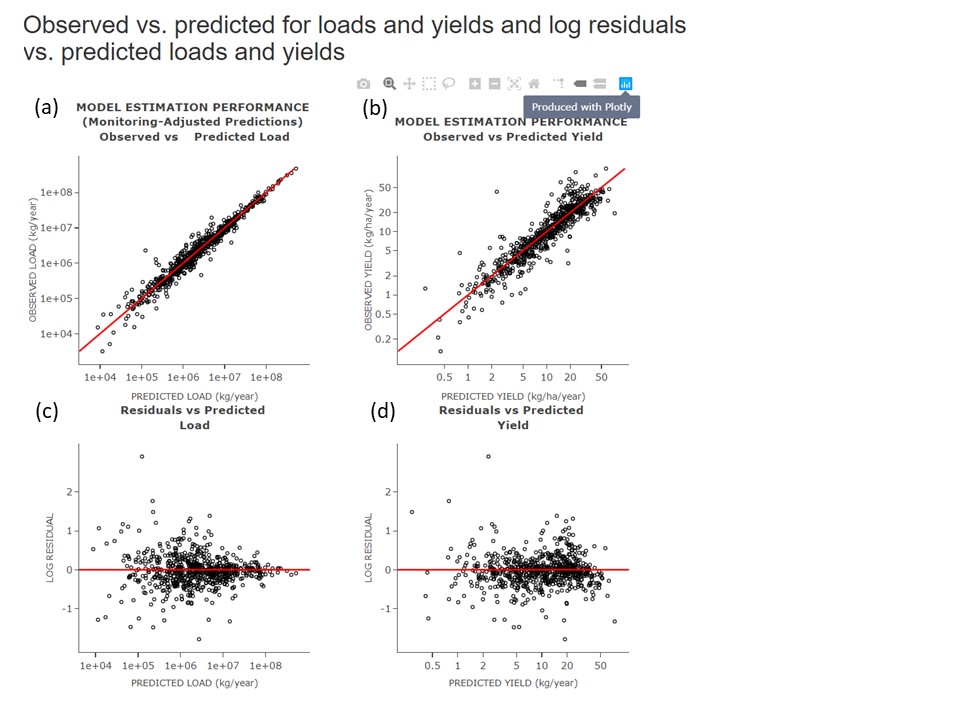 Observed vs. predicted for loads and yields and log residuals
vs. predicted loads and yields
Produced with Plotly
(a)
MODEL ESTIMATION PERFORMANCE
(Monitoring-Adjusted Predictions)
Observed vs Predicted Load
OBSERVED LOAD (kg/year)
1e+08
1e+07
1e+06
1e+05
1e+04
1e+04 1e+05 1e+06 1e+07 1e+08
PREDICTED LOAD (kg/year)
(b)
MODEL ESTIMATION PERFORMANCE
Observed vs Predicted Yield
OBSERVED YIELD (kg/ha/year)
50
20
10
5
2
1
0.5
0.2
0.5 1 2 5 10 20 50
PREDICTED YIELD (kg/ha/year)
(c)
Residuals vs Predicted
Load
LOG RESIDUAL
2
1
0
-1
1e+04 1e+05 1e+06 1e+07 1e+08
PREDICTED LOAD (kg/year)
(d)
Residuals vs Predicted
Yield
LOG RESIDUAL
2
1
0
-1
0.5 1 2 5 10 20 50
PREDICTED YIELD (kg/year)